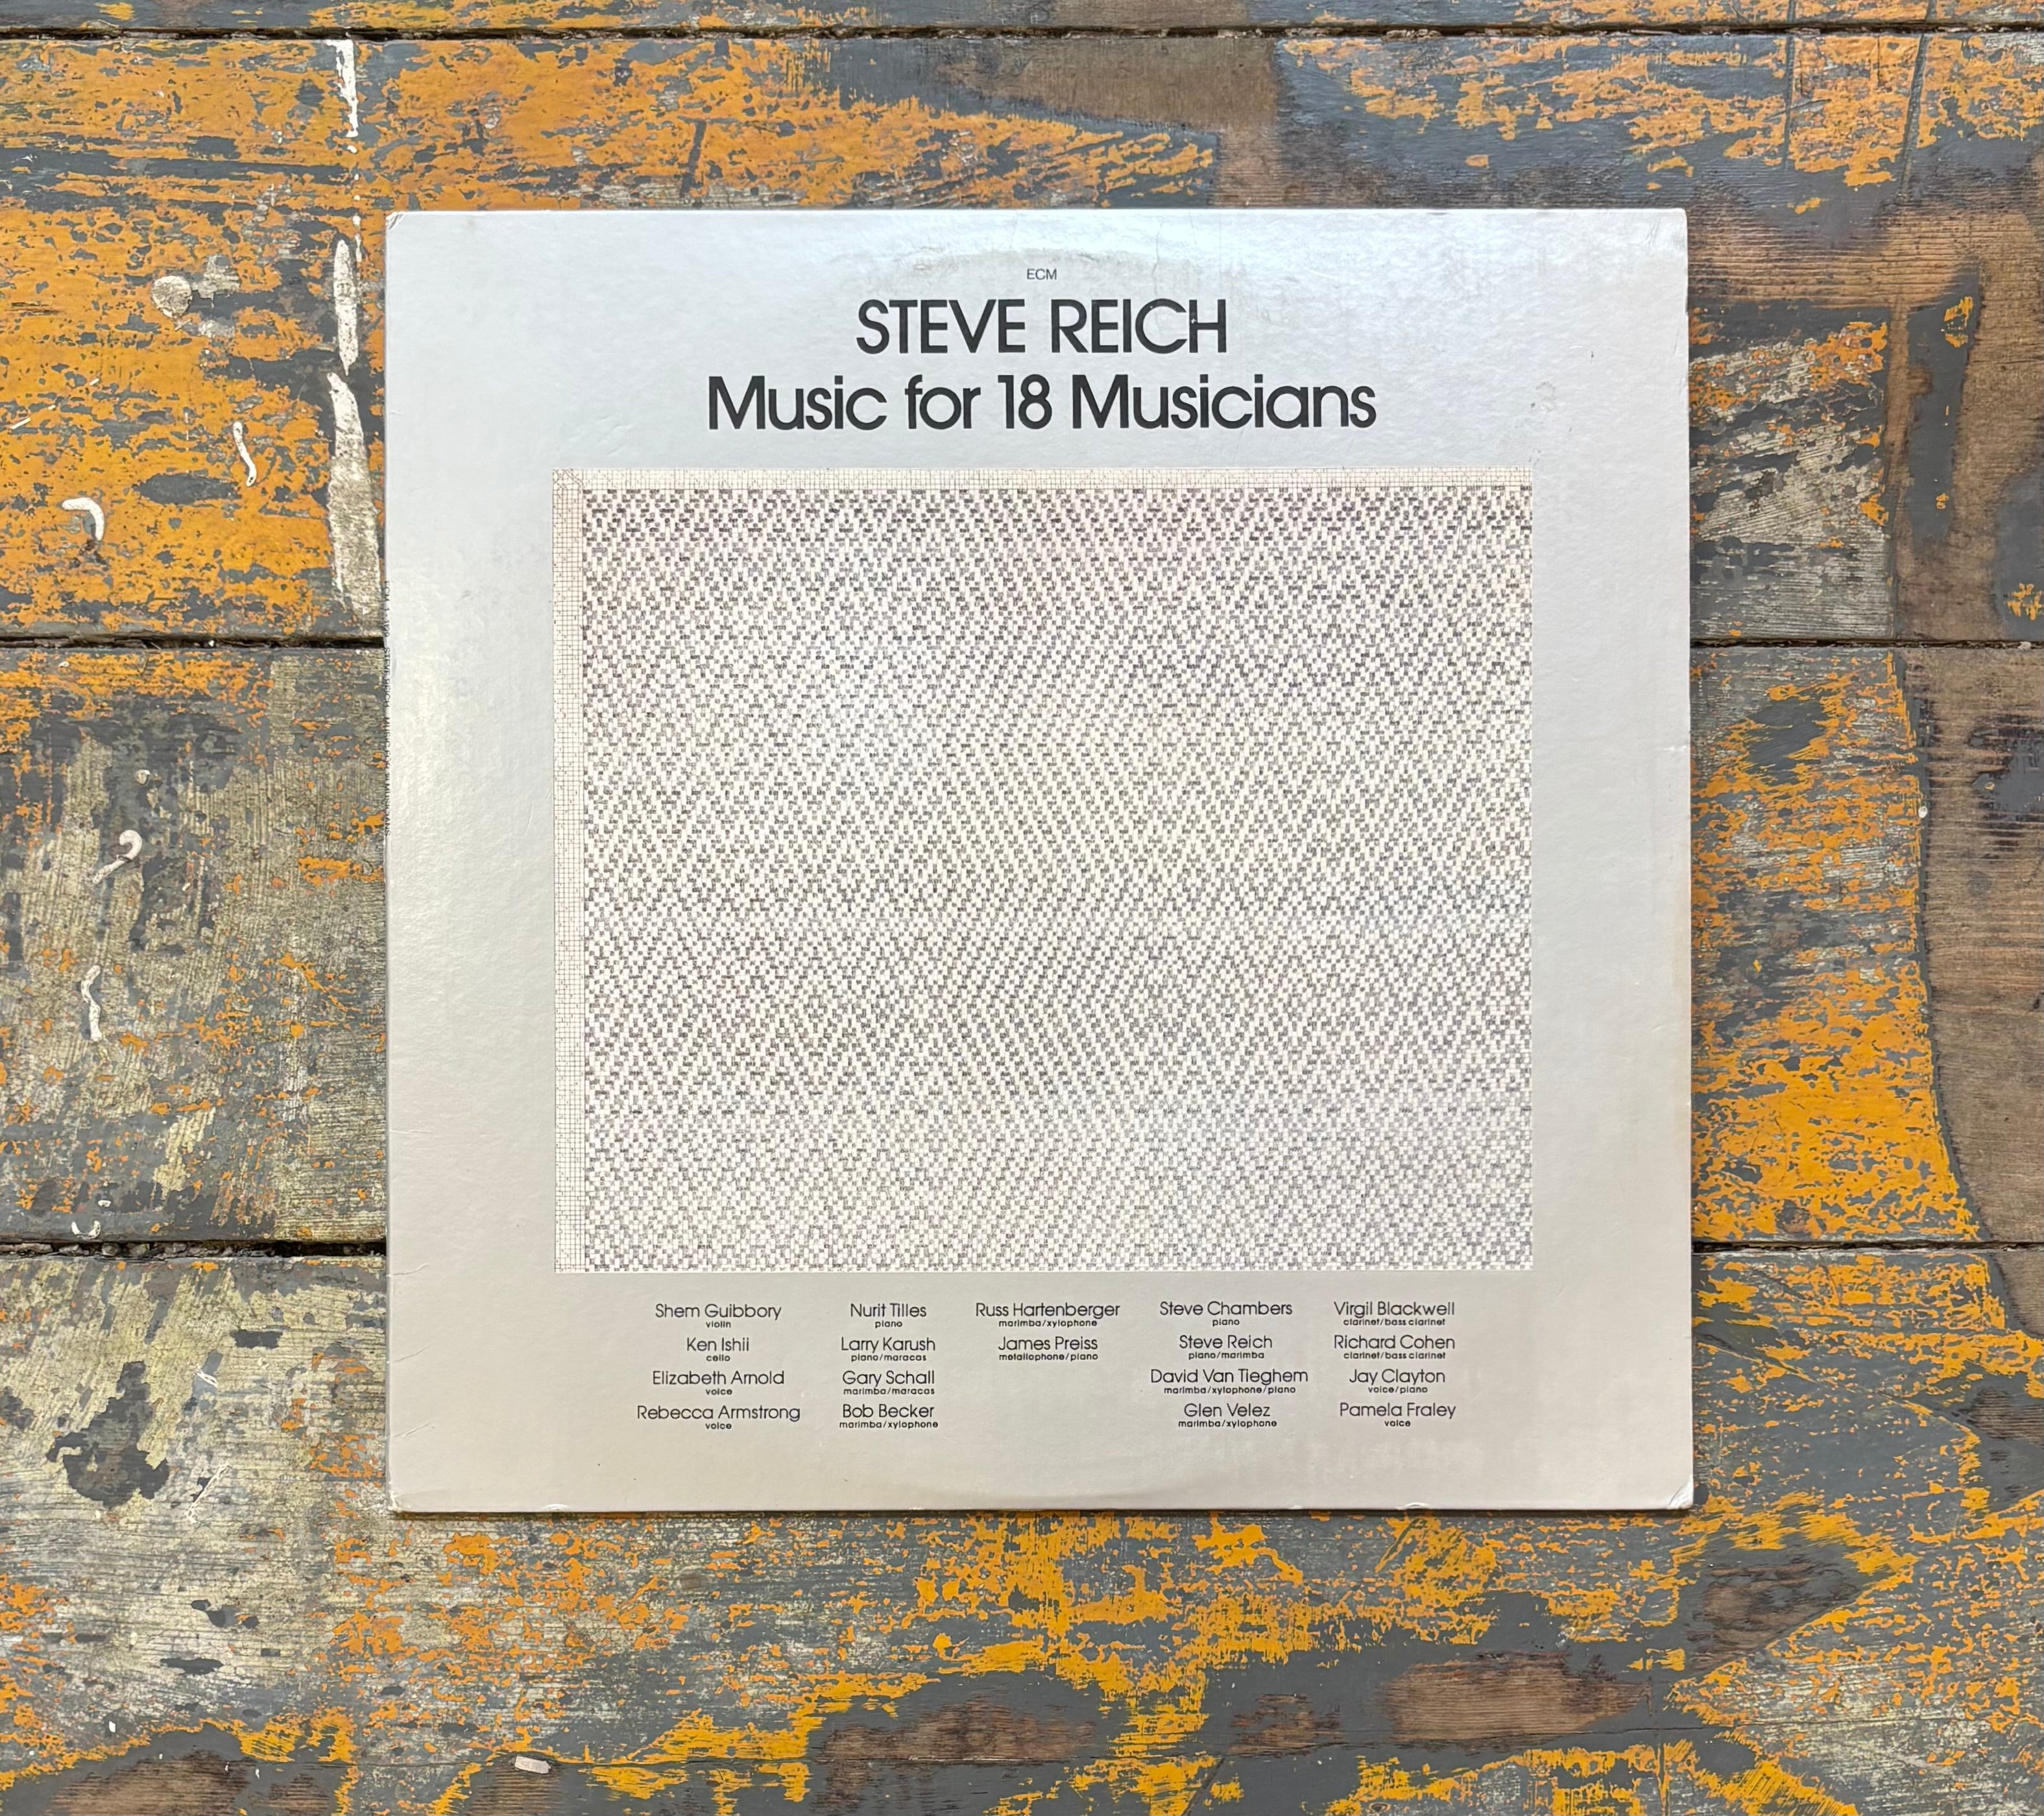 ECM
STEVE REICH
Music for 18 Musicians
Shem Guibbory
violin
Ken Ishii
cello
Elizabeth Arnold
voice
Rebecca Armstrong
voice
Nurit Tilles
piano
Larry Karush
piano/maracas
Gary Schall
marimba/maracas
Bob Becker
marimba/xylophone
Russ Hartenberger
marimba/xylophone
James Preiss
metallophone/piano
Steve Chambers
piano
Steve Reich
piano/marimba
David Van Tieghem
marimba/xylophone/piano
Glen Velez
marimba/xylophone
Virgil Blackwell
clarinet/bass clarinet
Richard Cohen
clarinet/bass clarinet
Jay Clayton
voice/piano
Pamela Fraley
voice